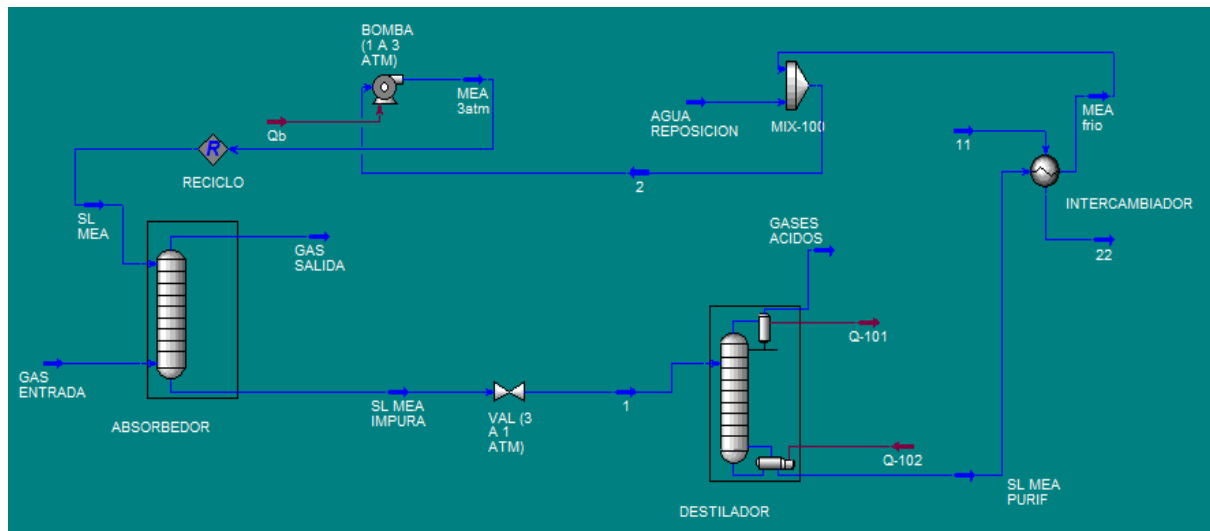 BOMBA
(1 A 3
ATM)
MEA
3atm
Qb
AGUA
REPOSICION
MIX-100
MEA
frio
11
R
RECICLO
2
INTERCAMBIADOR
SL
MEA
GAS
SALIDA
GASES
ACIDOS
22
Q-101
GAS
ENTRADA
SL MEA
IMPURA
VAL (3
A 1
ATM)
1
ABSORBEDOR
Q-102
SL MEA
PURIF
DESTILADOR